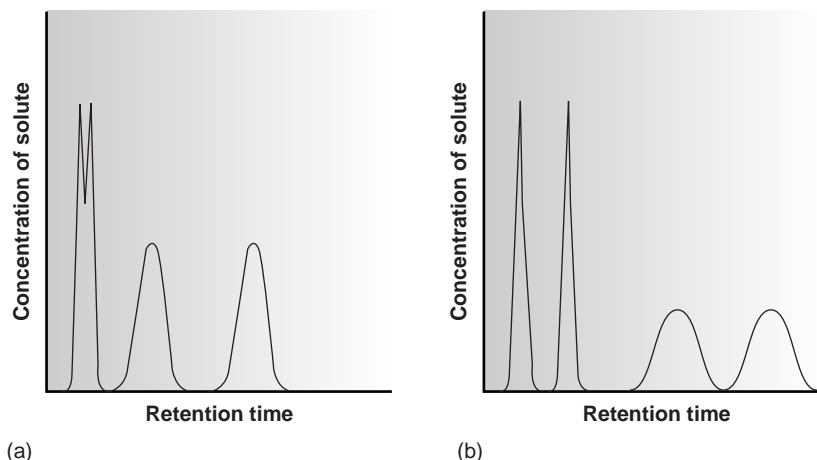 Concentration of solute
Retention time
(a)
Concentration of solute
Retention time
(b)